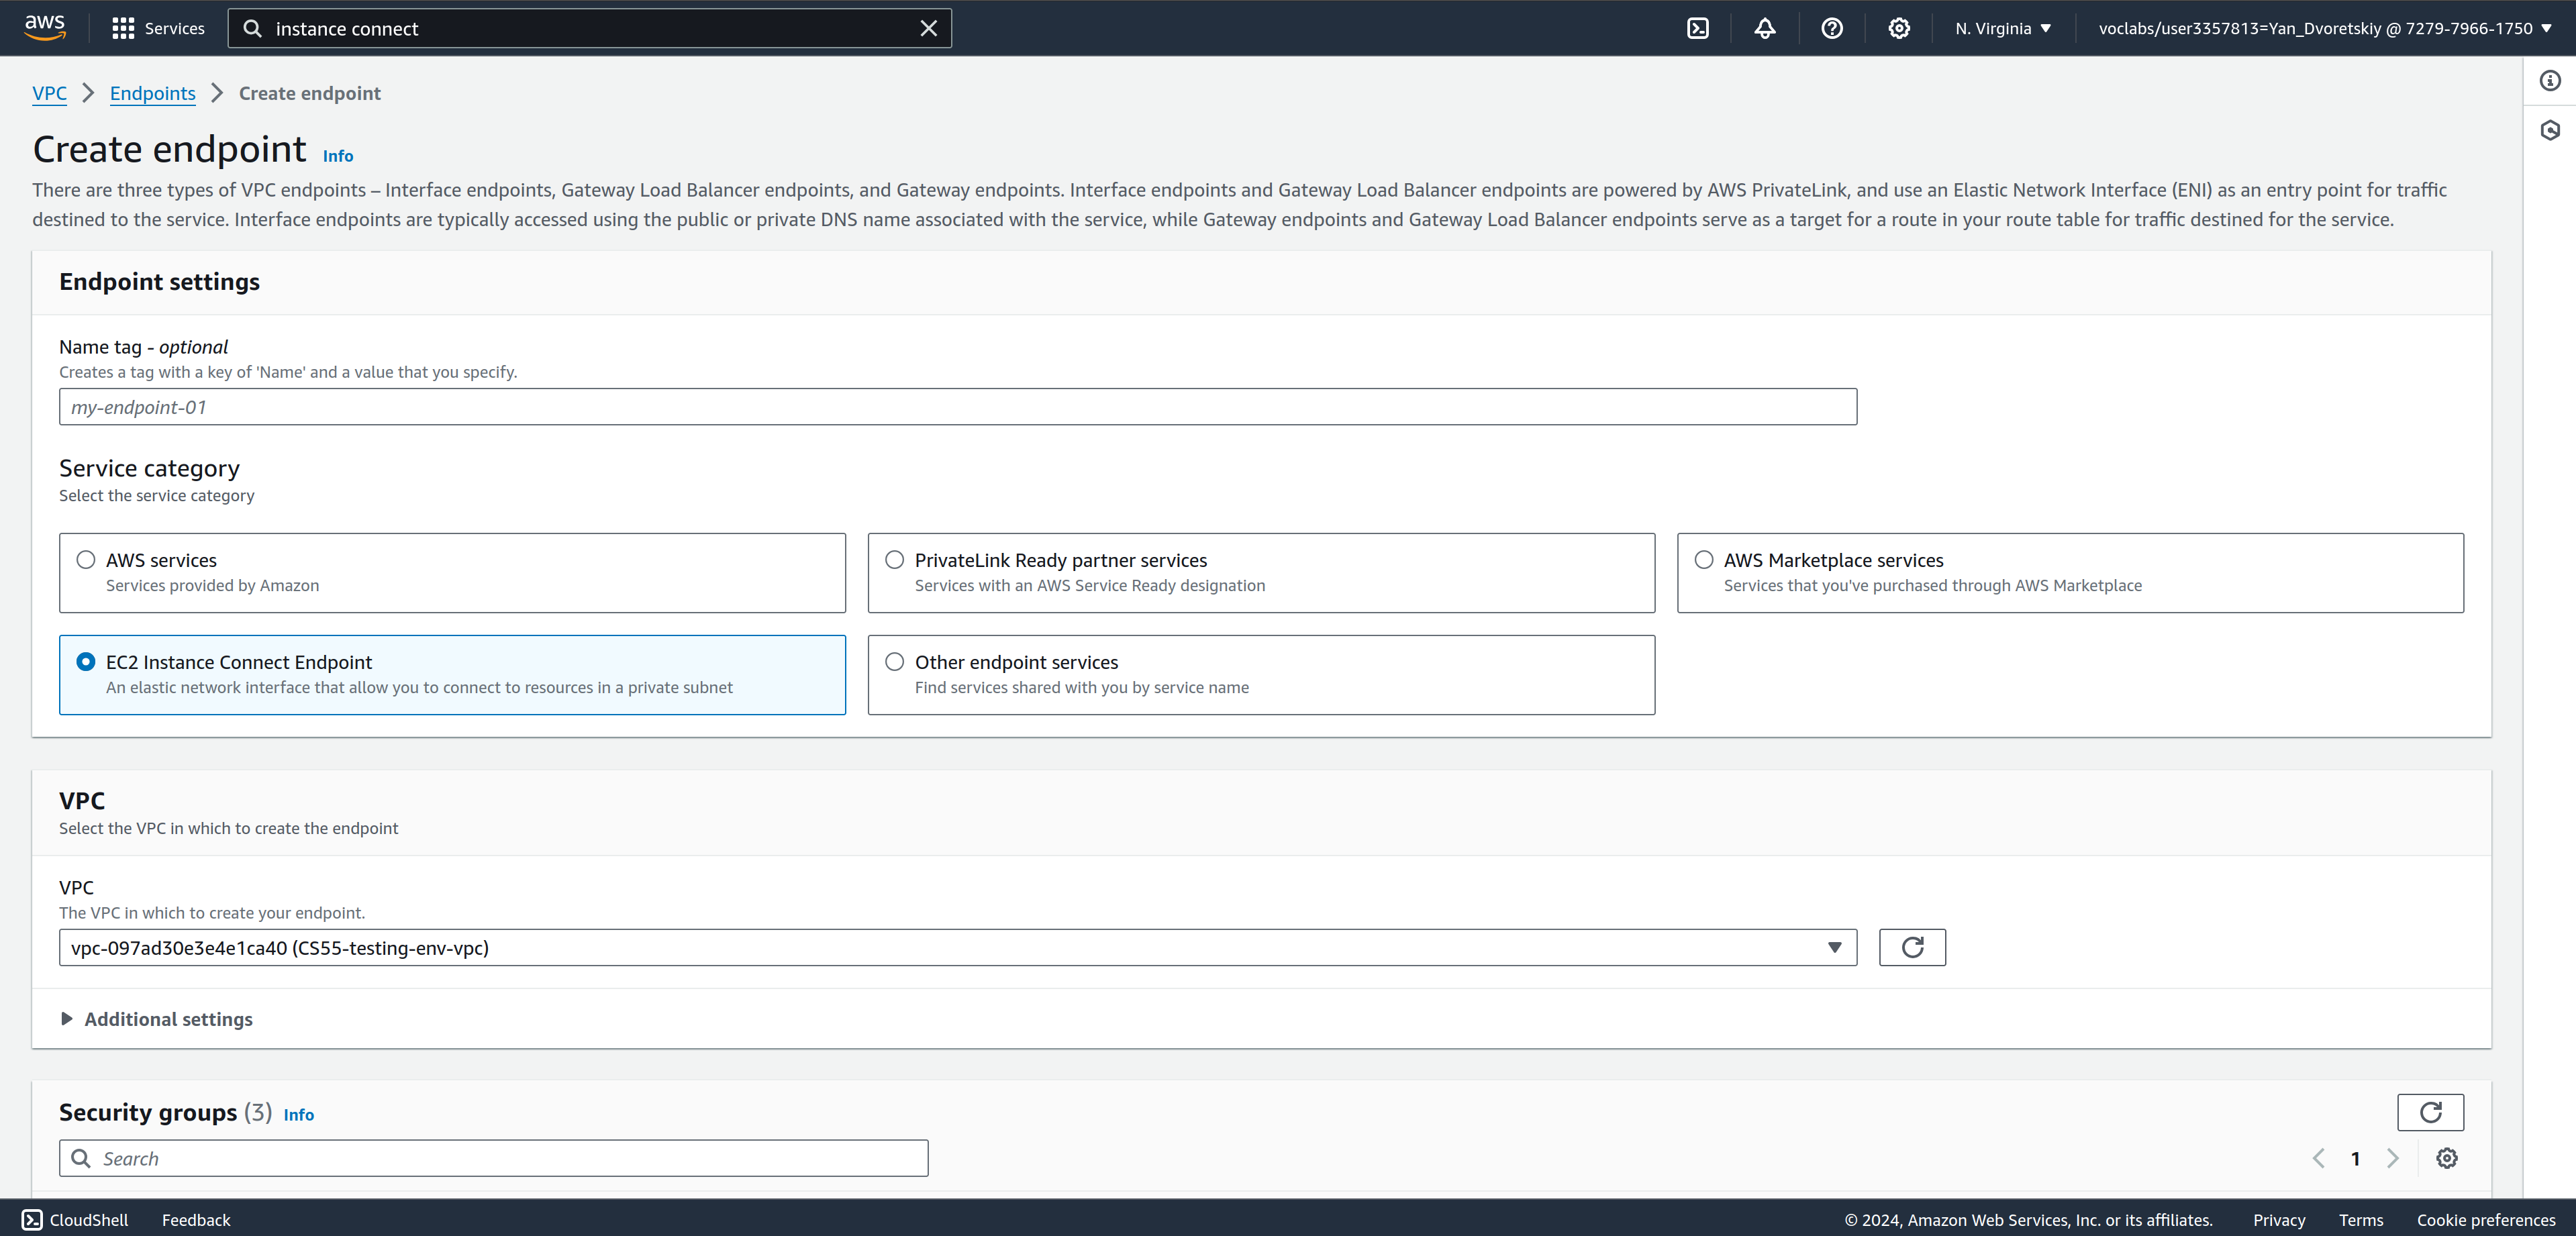 aws
Services
instance connect
N. Virginia
voclabs/user3357813=Yan_Dvoretskiy @ 7279-7966-1750
VPC
Endpoints
Create endpoint
Create endpoint
Info
There are three types of VPC endpoints – Interface endpoints, Gateway Load Balancer endpoints, and Gateway endpoints. Interface endpoints and Gateway Load Balancer endpoints are powered by AWS PrivateLink, and use an Elastic Network Interface (ENI) as an entry point for traffic
destined to the service. Interface endpoints are typically accessed using the public or private DNS name associated with the service, while Gateway endpoints and Gateway Load Balancer endpoints serve as a target for a route in your route table for traffic destined for the service.
Endpoint settings
Name tag - optional
Creates a tag with a key of 'Name' and a value that you specify.
my-endpoint-01
Service category
Select the service category
AWS services
Services provided by Amazon
PrivateLink Ready partner services
Services with an AWS Service Ready designation
AWS Marketplace services
Services that you've purchased through AWS Marketplace
EC2 Instance Connect Endpoint
An elastic network interface that allow you to connect to resources in a private subnet
Other endpoint services
Find services shared with you by service name
VPC
Select the VPC in which to create the endpoint
VPC
The VPC in which to create your endpoint.
vpc-097ad30e3e4e1ca40 (CS55-testing-env-vpc)
Additional settings
Security groups (3)
Info
Search
1
CloudShell
Feedback
© 2024, Amazon Web Services, Inc. or its affiliates.
Privacy
Terms
Cookie preferences